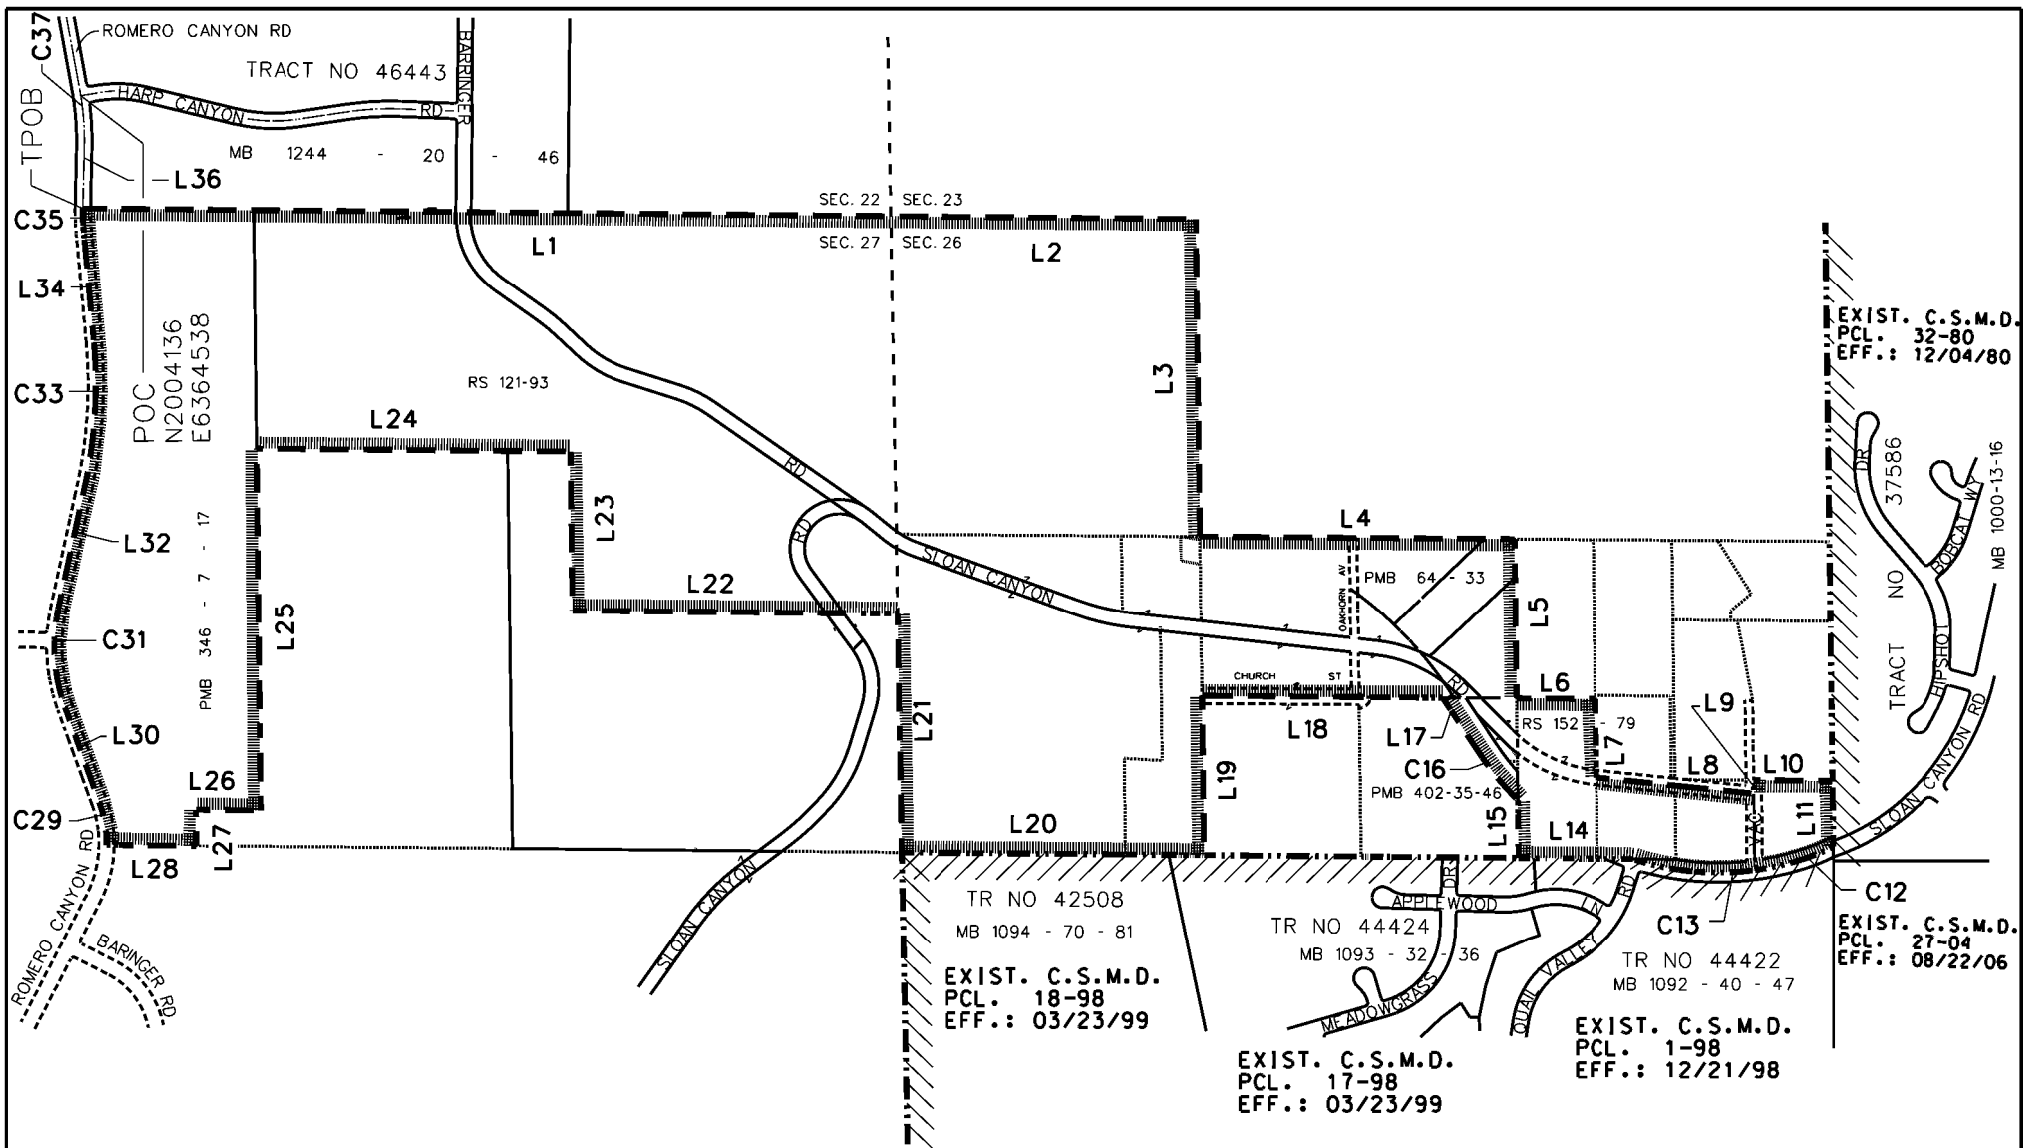 C37
ROMERO CANYON RD
TRACT NO 46443
BARRINGER
HARP CANYON RD
MB 1244 - 20 - 46
TPOB
L36
C35
SEC. 22 SEC. 23
SEC. 27 SEC. 26
L1
L2
L34
POC
N2004136
E6364538
C33
RS 121-93
L3
EXIST. C.S.M.D.
PCL. 32-80
EFF.: 12/04/80
L24
RD
L23
L4
DR
TRACT NO 37586
BOBCAT WY
MB 1000-13-16
HIPSHOT
L32
PMB 346 - 7 - 17
RD
SLOAN CANYON
OAKHORN AV
PMB 64 - 33
L22
L5
C31
L25
CHURCH ST
RD
L6
L9
L30
L21
L18
L17
RS 152 - 79
L7
L8
L10
L26
L19
C16
PMB 402-35-46
L15
L11
SLOAN CANYON RD
C29
L27
L28
L20
L14
ROMERO CANYON RD
BARINGER RD
SLOAN CANYON
TR NO 42508
MB 1094 - 70 - 81
EXIST. C.S.M.D.
PCL. 18-98
EFF.: 03/23/99
DR
APPLEWOOD LN
TR NO 44424
MB 1093 - 32 - 36
MEADOWGRASS
QUAIL VALLEY RD
EXIST. C.S.M.D.
PCL. 17-98
EFF.: 03/23/99
C13
C12
TR NO 44422
MB 1092 - 40 - 47
EXIST. C.S.M.D.
PCL. 1-98
EFF.: 12/21/98
EXIST. C.S.M.D.
PCL. 27-04
EFF.: 08/22/06